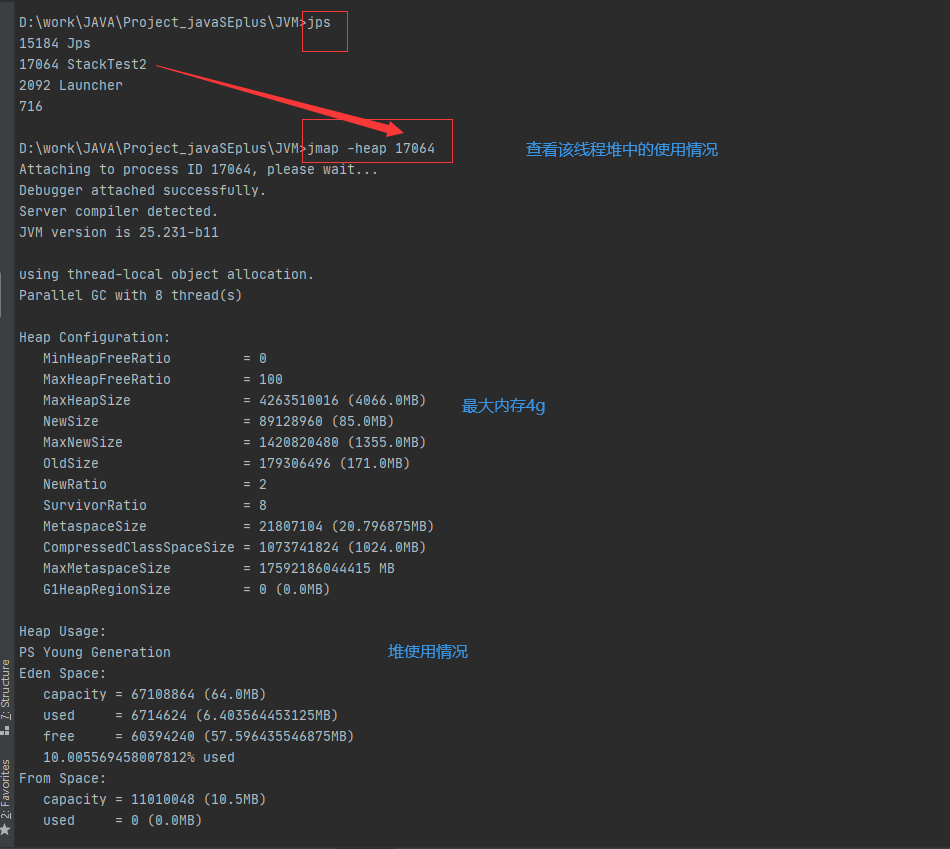 D:\work\JAVA\Project_javaSEplus\JVM>jps
15184 Jps
17064 StackTest2
2092 Launcher
716
D:\work\JAVA\Project_javaSEplus\JVM>jmap -heap 17064
查看该线程堆中的使用情况
Attaching to process ID 17064, please wait...
Debugger attached successfully.
Server compiler detected.
JVM version is 25.231-b11
using thread-local object allocation.
Parallel GC with 8 thread(s)
Heap Configuration:
MinHeapFreeRatio = 0
MaxHeapFreeRatio = 100
MaxHeapSize = 4263510016 (4066.0MB)
最大内存4g
NewSize = 89128960 (85.0MB)
MaxNewSize = 1420820480 (1355.0MB)
OldSize = 179306496 (171.0MB)
NewRatio = 2
SurvivorRatio = 8
MetaspaceSize = 21807104 (20.796875MB)
CompressedClassSpaceSize = 1073741824 (1024.0MB)
MaxMetaspaceSize = 17592186044415 MB
G1HeapRegionSize = 0 (0.0MB)
Heap Usage:
PS Young Generation
堆使用情况
Eden Space:
capacity = 67108864 (64.0MB)
used = 6714624 (6.403564453125MB)
free = 60394240 (57.596435546875MB)
10.005569458007812% used
From Space:
capacity = 11010048 (10.5MB)
used = 0 (0.0MB)
7: Structure
2: Favorites